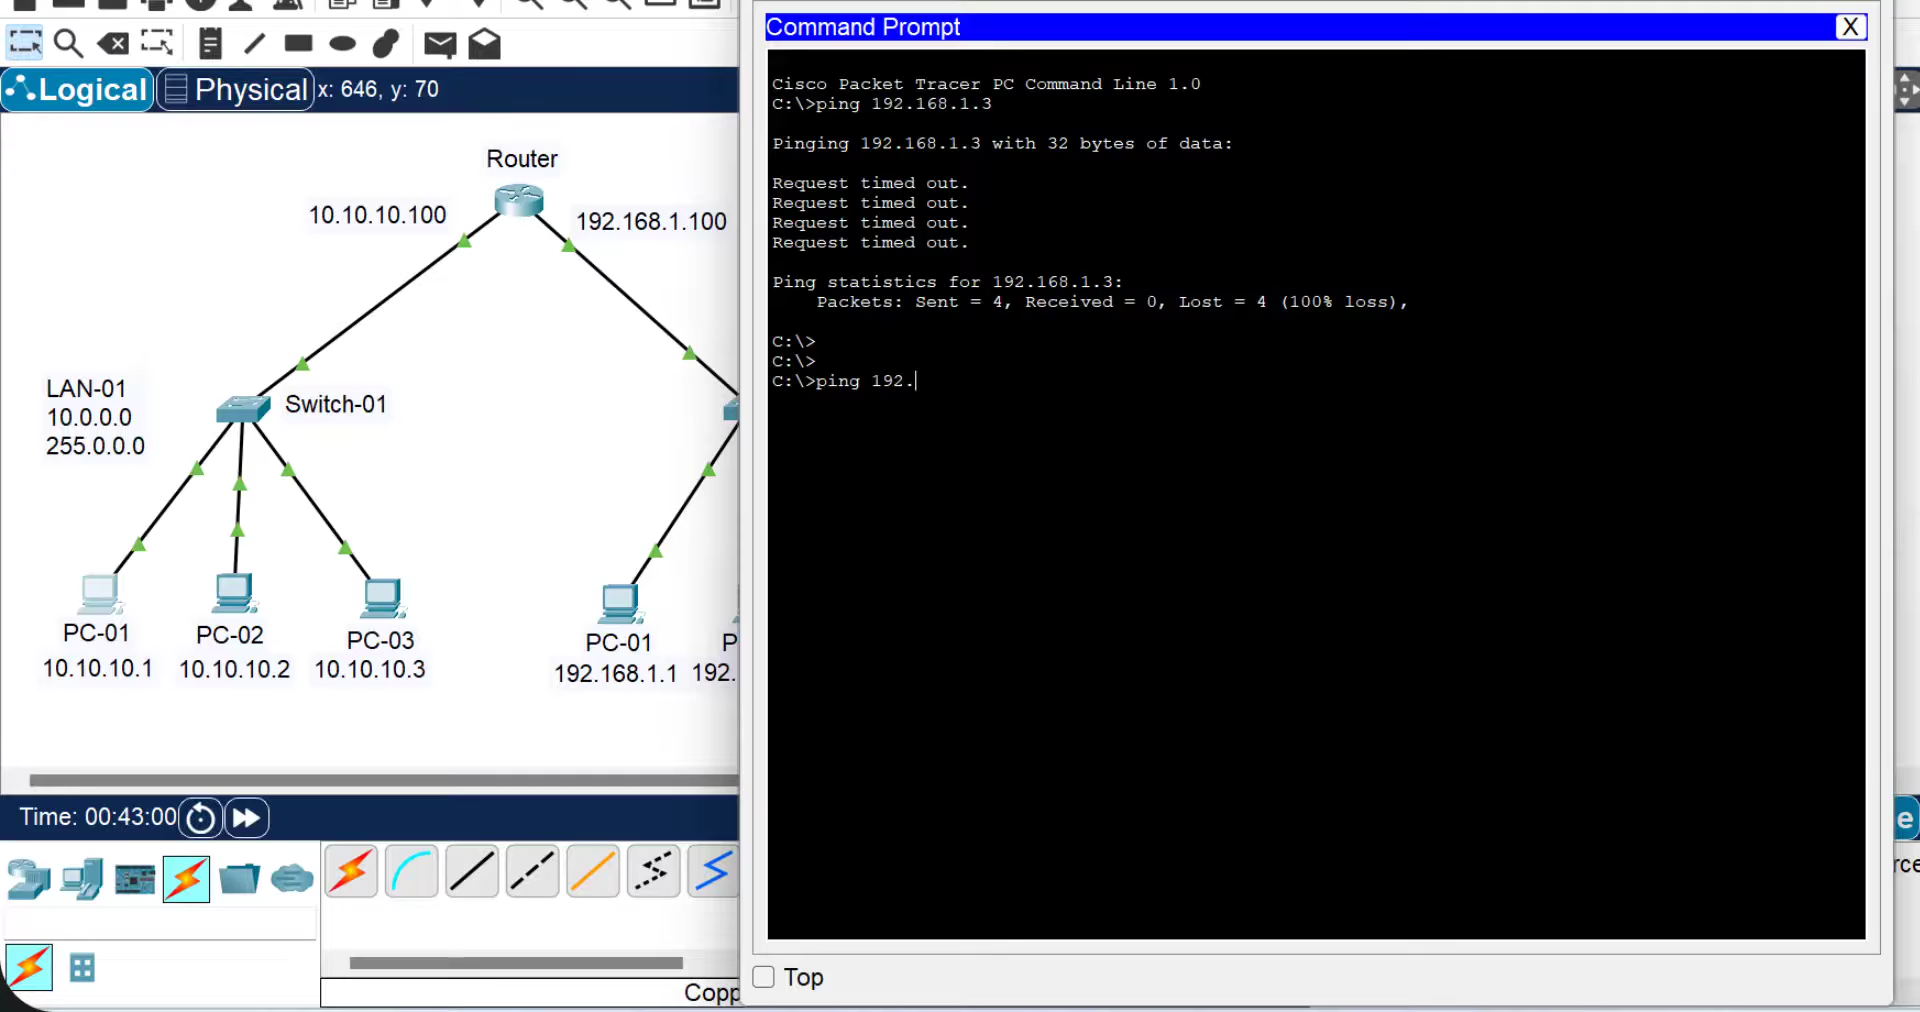 Logical
Physical
x: 646, y: 70
Router
10.10.10.100
192.168.1.100
LAN-01
10.0.0.0
255.0.0.0
Switch-01
PC-01
10.10.10.1
PC-02
10.10.10.2
PC-03
10.10.10.3
PC-01
192.168.1.1
P
192.
Time: 00:43:00
Copp
Command Prompt
X
Cisco Packet Tracer PC Command Line 1.0
C:\>ping 192.168.1.3
Pinging 192.168.1.3 with 32 bytes of data:
Request timed out.
Request timed out.
Request timed out.
Request timed out.
Ping statistics for 192.168.1.3:
Packets: Sent = 4, Received = 0, Lost = 4 (100% loss),
C:\>
C:\>
C:\>ping 192.
Top
e
rce